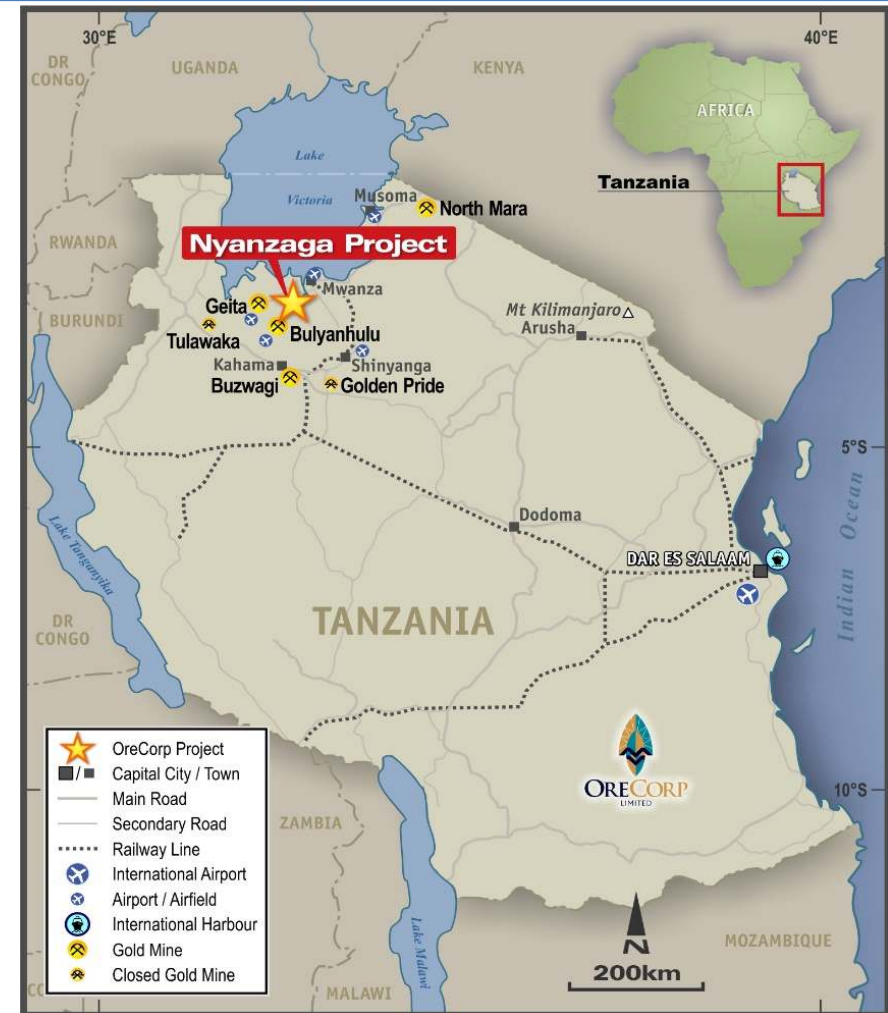 30°E
40°E
DR
CONGO
UGANDA
KENYA
AFRICA
Tanzania
Lake
Victoria
Musoma
North Mara
RWANDA
Nyanzaga Project
Mwanza
Geita
BURUNDI
Tulawaka
Bulyanhulu
Mt Kilimanjaro
Arusha
Kahama
Shinyanga
Buzwagi
Golden Pride
5°S
Indian Ocean
Lake Tanganyika
Dodoma
DAR ES SALAAM
DR
CONGO
TANZANIA
ORECORP
LIMITED
10°S
OreCorp Project
Capital City / Town
Main Road
Secondary Road
Railway Line
International Airport
Airport / Airfield
International Harbour
Gold Mine
Closed Gold Mine
/
ZAMBIA
Lake Malawi
MALAWI
N
200km
MOZAMBIQUE